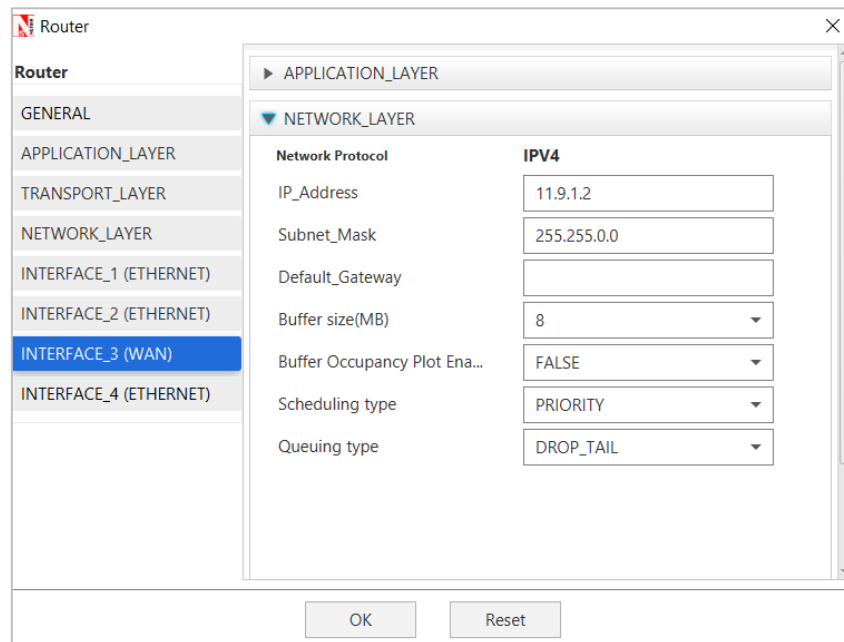 Router
Router
GENERAL
APPLICATION_LAYER
TRANSPORT_LAYER
NETWORK_LAYER
INTERFACE_1 (ETHERNET)
INTERFACE_2 (ETHERNET)
INTERFACE_3 (WAN)
INTERFACE_4 (ETHERNET)
APPLICATION_LAYER
NETWORK_LAYER
Network Protocol IPV4
IP_Address 11.9.1.2
Subnet_Mask 255.255.0.0
Default_Gateway
Buffer size(MB) 8
Buffer Occupancy Plot Ena... FALSE
Scheduling type PRIORITY
Queuing type DROP_TAIL
OK Reset